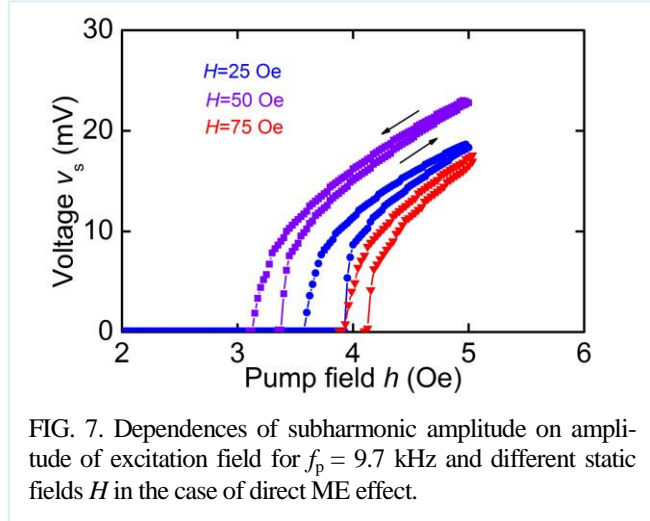 30
20
10
0
Voltage vs (mV)
H=25 Oe
H=50 Oe
H=75 Oe
2 3 4 5 6
Pump field h (Oe)
FIG. 7. Dependences of subharmonic amplitude on ampli-
tude of excitation field for fp = 9.7 kHz and different static
fields H in the case of direct ME effect.